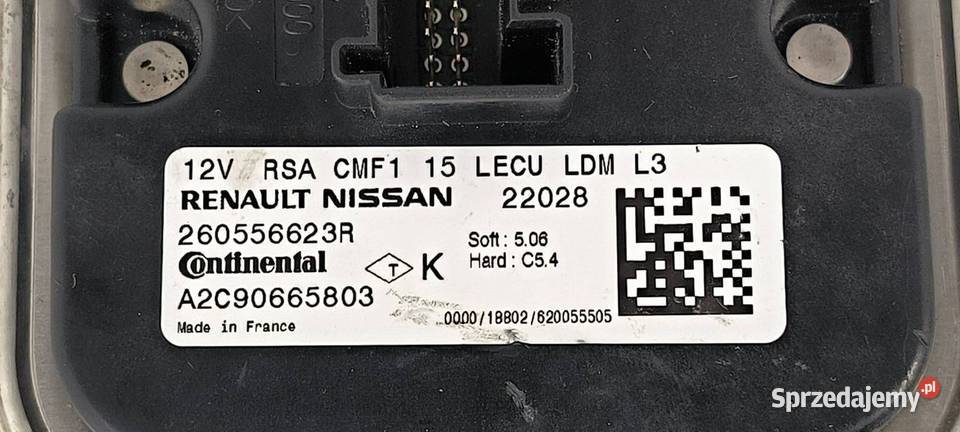 12V RSA CMF1 15 LECU LDM L3
RENAULT NISSAN 22028
260556623R
Soft : 5.06
Continental T K Hard : C5.4
A2C90665803
0000/18802/620055505
Made in France
Sprzedajemy.pl